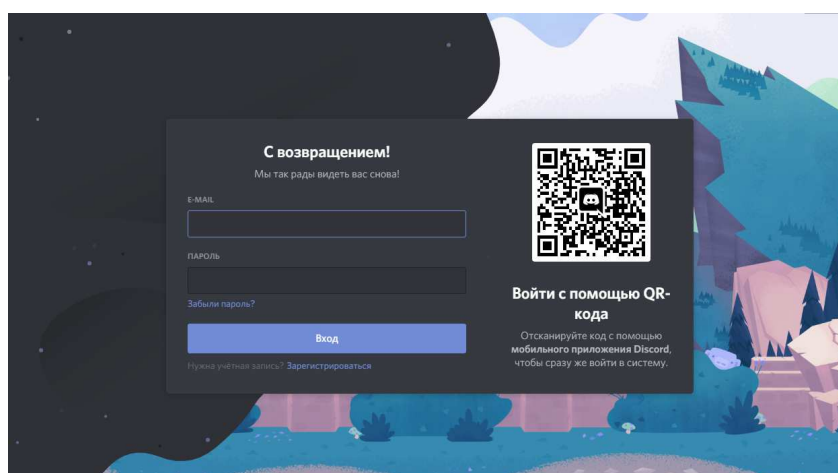 С возвращением!
Мы так рады видеть вас снова!
E-MAIL
ПАРОЛЬ
Забыли пароль?
Вход
Нужна учётная запись? Зарегистрироваться
Войти с помощью QR-
кода
Отсканируйте код с помощью
мобильного приложения Discord,
чтобы сразу же войти в систему.